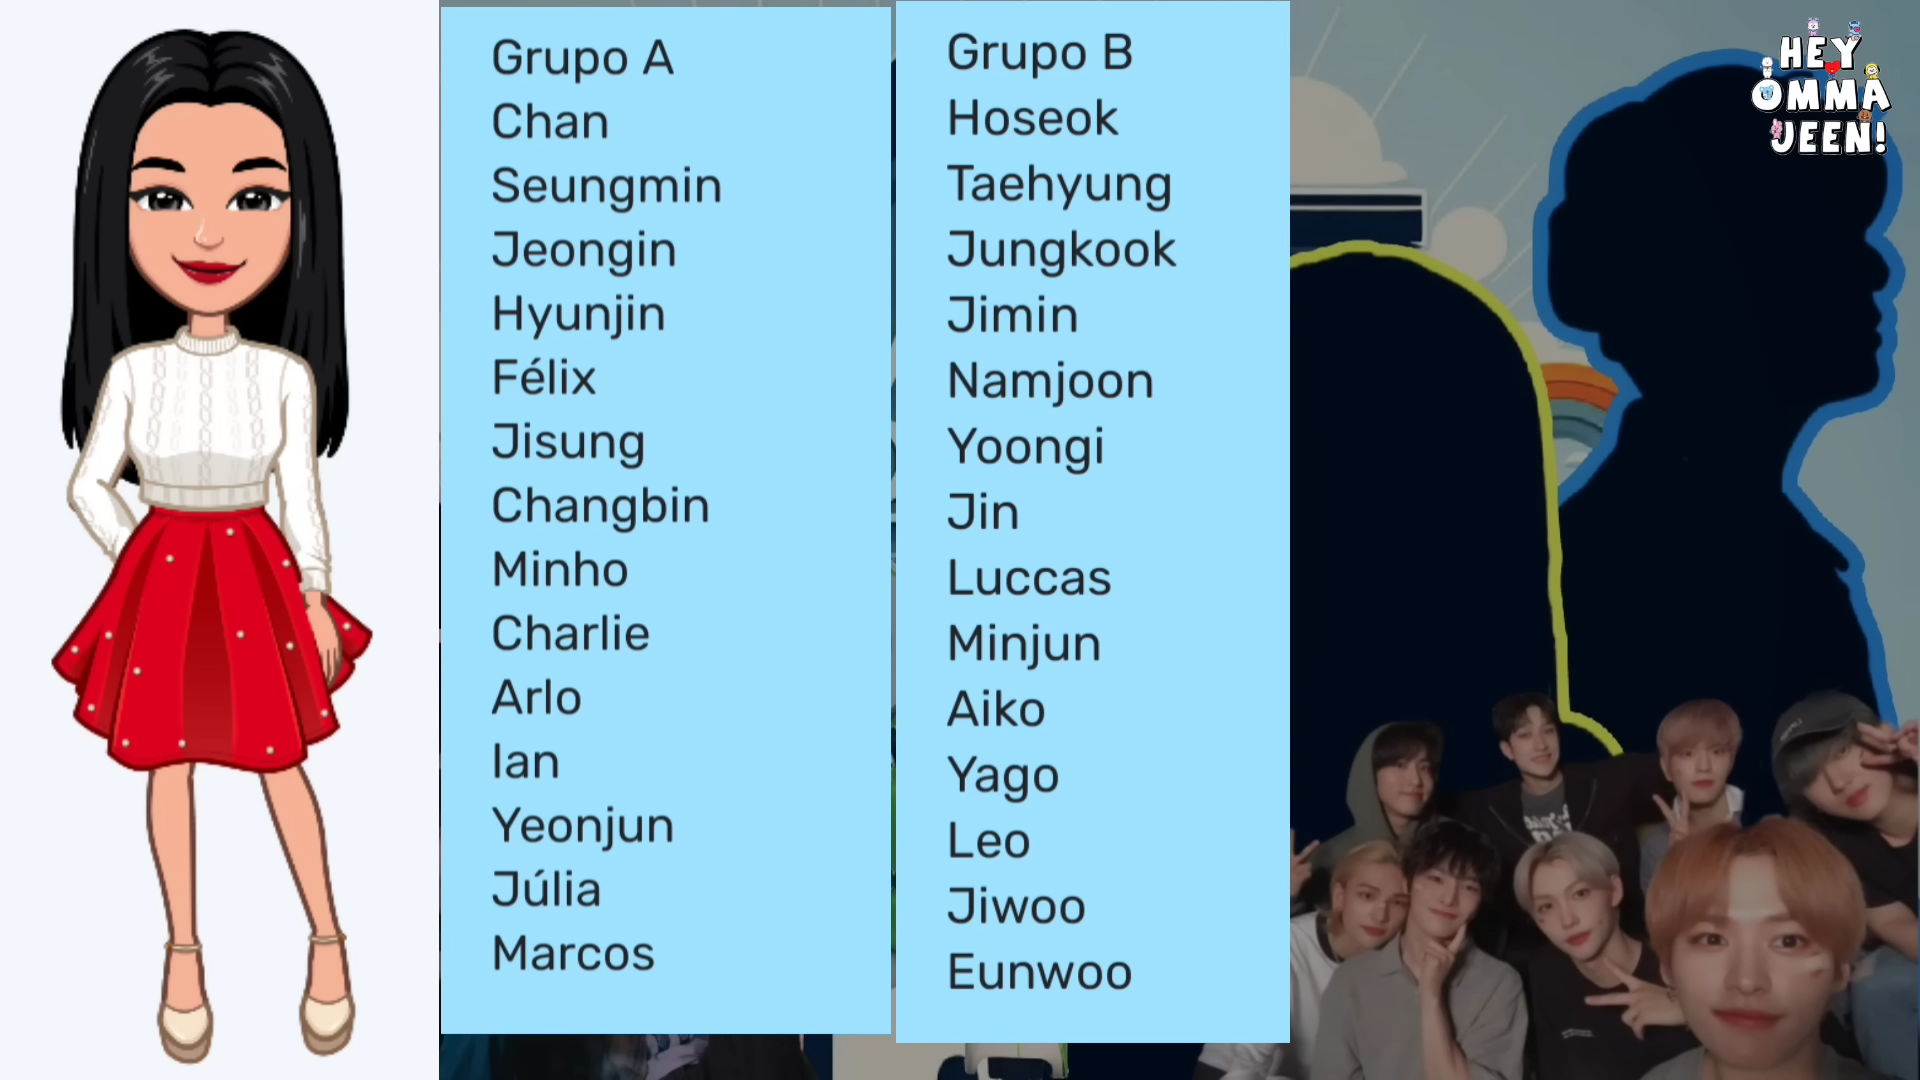 Grupo A
Chan
Seungmin
Jeongin
Hyunjin
Félix
Jisung
Changbin
Minho
Charlie
Arlo
Ian
Yeonjun
Júlia
Marcos
Grupo B
Hoseok
Taehyung
Jungkook
Jimin
Namjoon
Yoongi
Jin
Luccas
Minjun
Aiko
Yago
Leo
Jiwoo
Eunwoo
HEY
OMMA
JEEN!